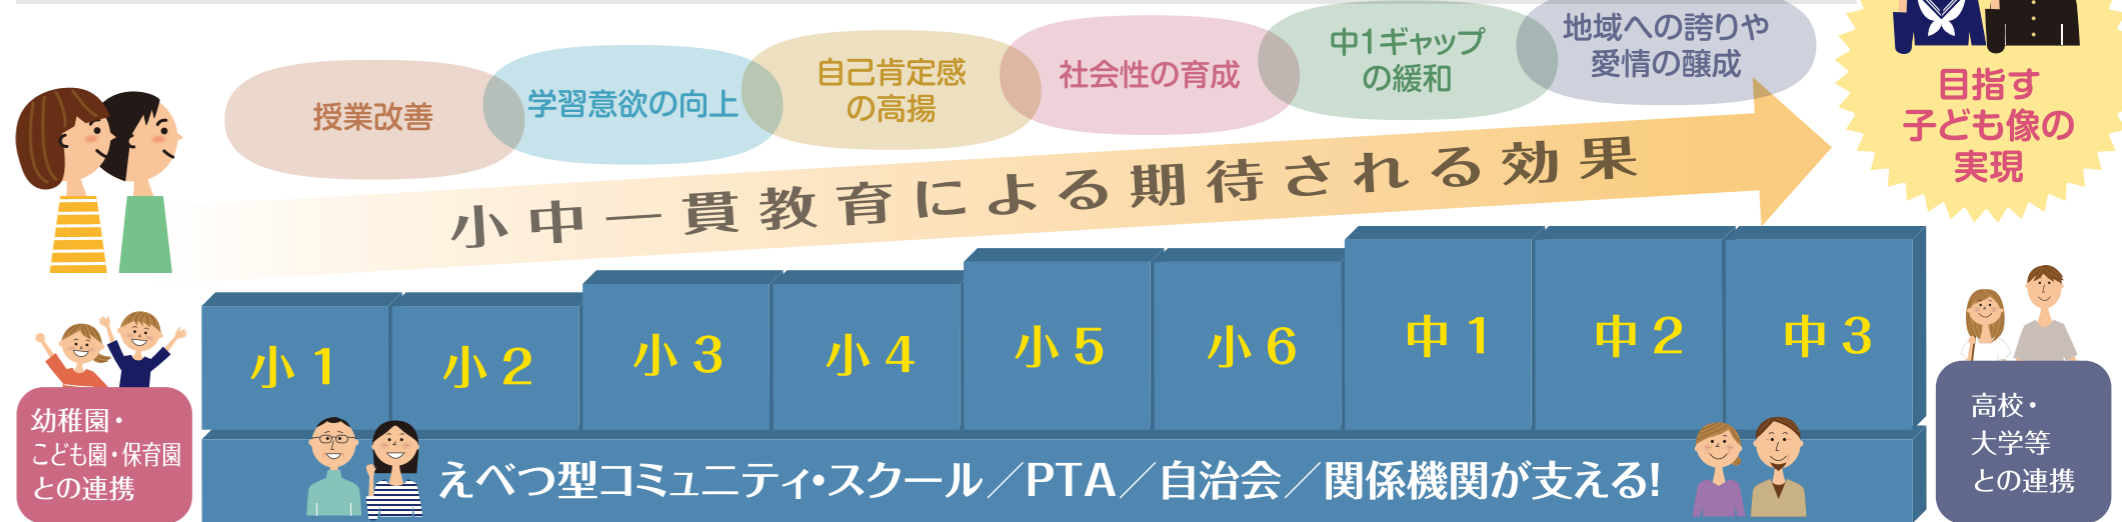 授業改善
学習意欲の向上
自己肯定感
の高揚
社会性の育成
中1ギャップ
の緩和
地域への誇りや
愛情の醸成
目指す
子ども像の
実現
小中一貫教育による期待される効果
小1
小2
小3
小4
小5
小6
中1
中2
中3
幼稚園・
こども園・保育園
との連携
えべつ型コミュニティ・スクール／PTA／自治会／関係機関が支える!
高校・
大学等
との連携